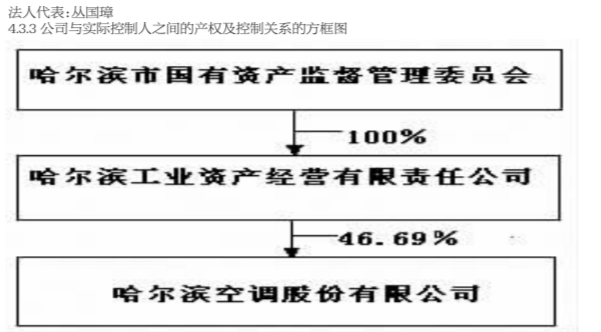 法人代表:丛国璋
4.3.3 公司与实际控制人之间的产权及控制关系的方框图
哈尔滨市国有资产监督管理委员会
100%
哈尔滨工业资产经营有限责任公司
46.69%
哈尔滨空调股份有限公司